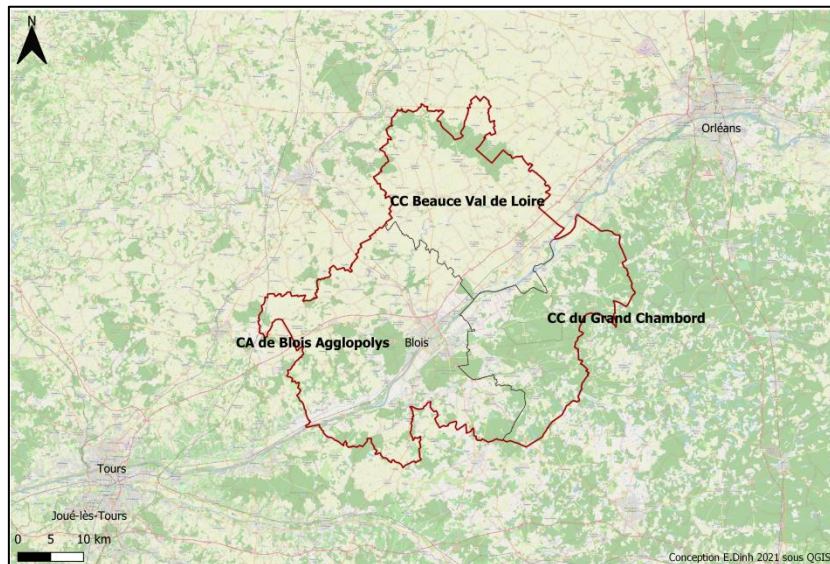 N
Orléans
CC Beauce Val de Loire
CC du Grand Chambord
CA de Blois Agglopolys
Blois
Tours
Joué-lès-Tours
0 5 10 km
Conception E.Dinh 2021 sous QGIS